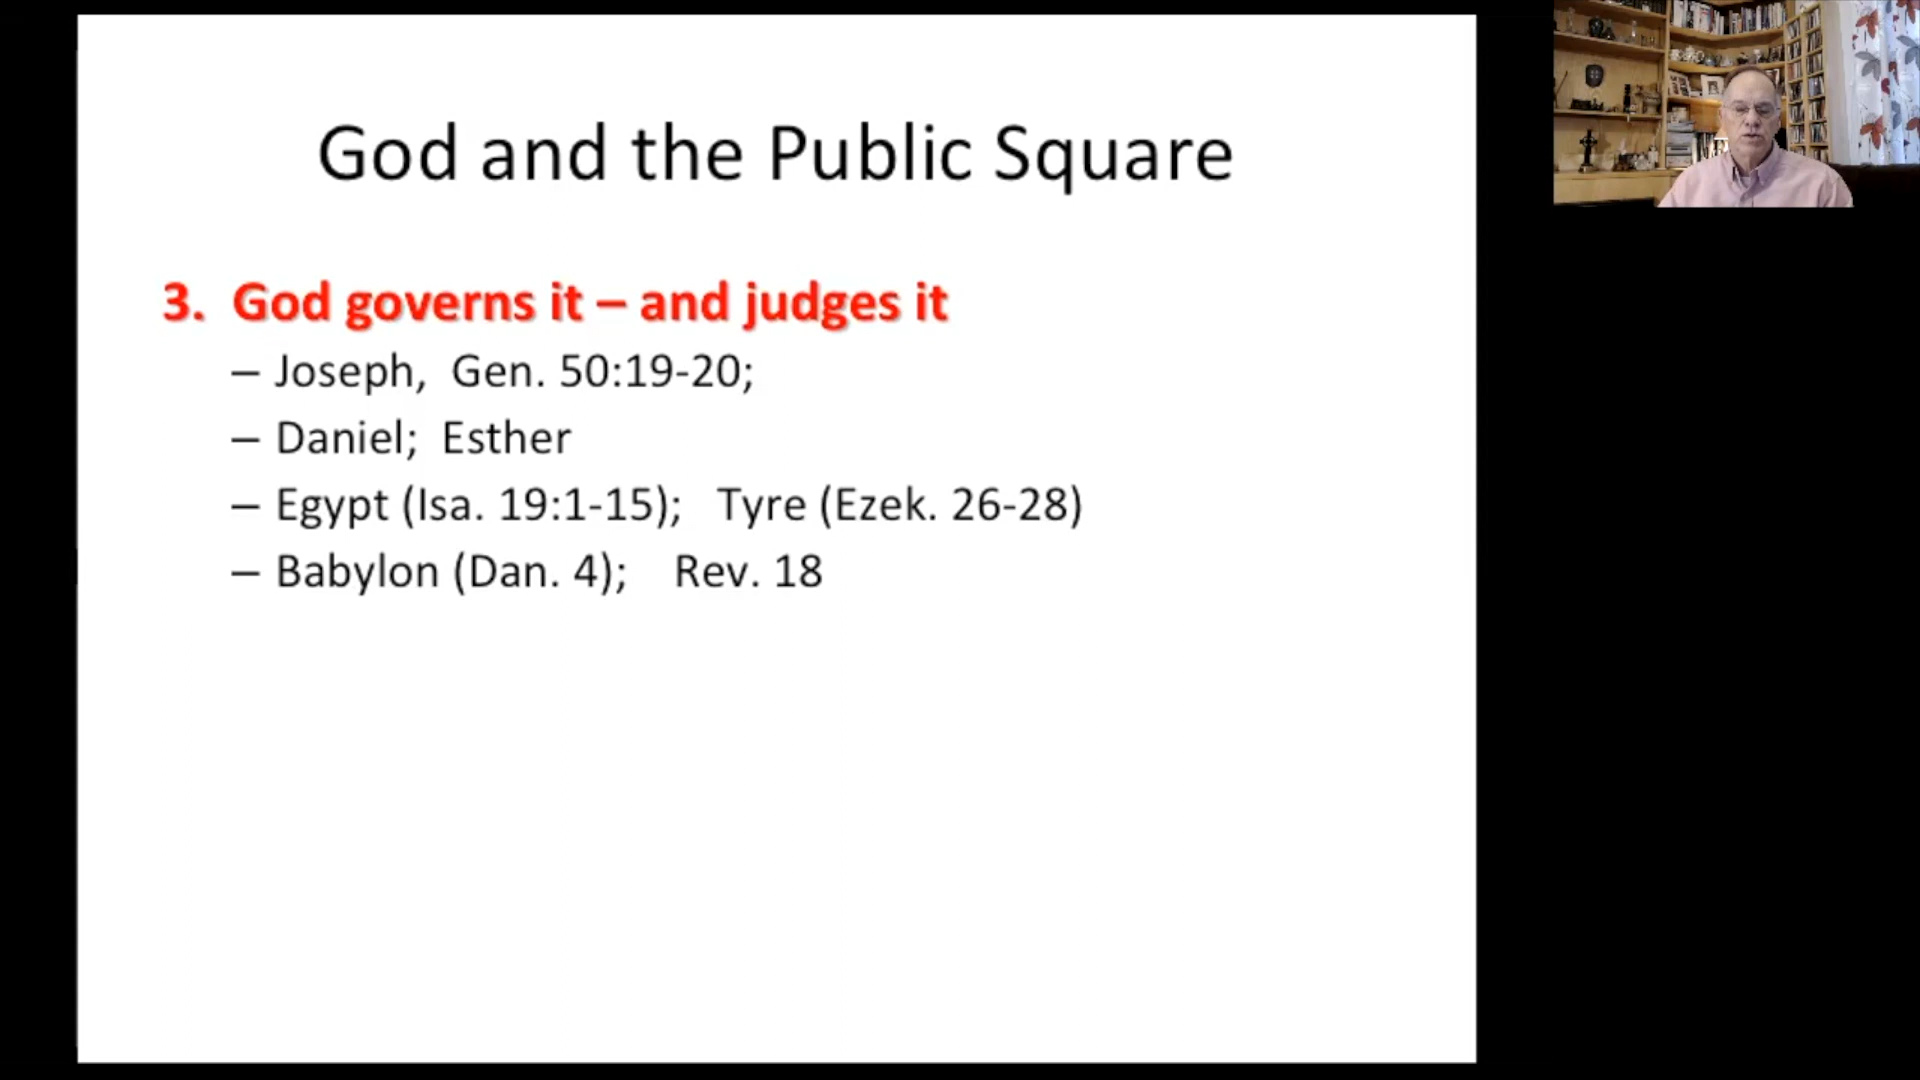 God and the Public Square
3. God governs it – and judges it
– Joseph, Gen. 50:19-20;
– Daniel; Esther
– Egypt (Isa. 19:1-15); Tyre (Ezek. 26-28)
– Babylon (Dan. 4); Rev. 18